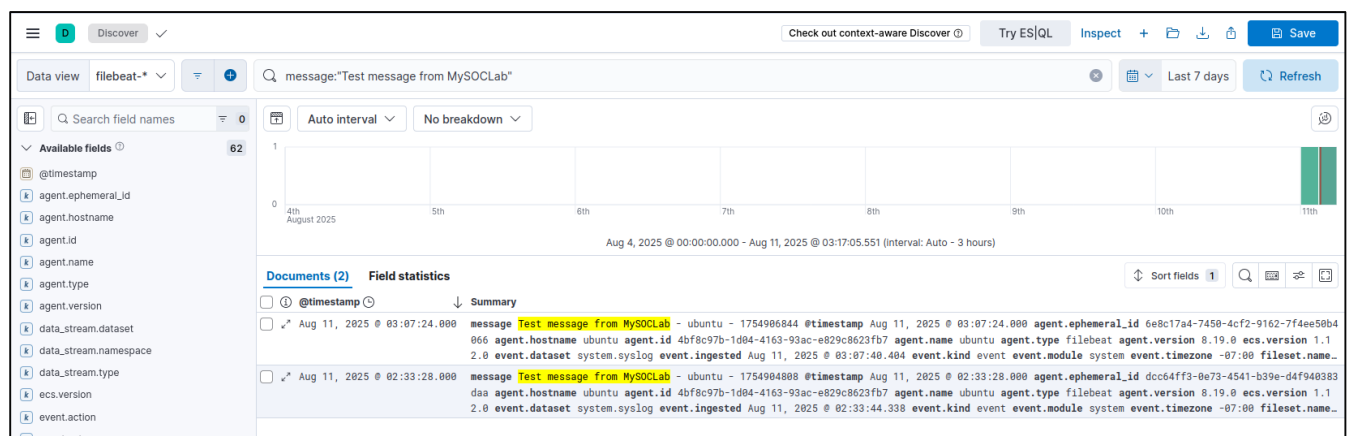 D Discover Check out context-aware Discover Try ES|QL Inspect Save
Data view filebeat-* message:"Test message from MySOCLab" Last 7 days Refresh
Search field names 0 Auto interval No breakdown
Available fields 62
@timestamp
agent.ephemeral_id
agent.hostname
agent.id
agent.name
agent.type
agent.version
data_stream.dataset
data_stream.namespace
data_stream.type
ecs.version
event.action
1
0
4th 5th 6th 7th 8th 9th 10th 11th
August 2025
Aug 4, 2025 @ 00:00:00.000 - Aug 11, 2025 @ 03:17:05.551 (interval: Auto - 3 hours)
Documents (2) Field statistics Sort fields 1
@timestamp Summary
Aug 11, 2025 @ 03:07:24.000 message Test message from MySOCLab - ubuntu - 1754906844 @timestamp Aug 11, 2025 @ 03:07:24.000 agent.ephemeral_id 6e8c17a4-7450-4cf2-9162-7f4ee50b4
066 agent.hostname ubuntu agent.id 4bf8c97b-1d04-4163-93ac-e829c8623fb7 agent.name ubuntu agent.type filebeat agent.version 8.19.0 ecs.version 1.1
2.0 event.dataset system.syslog event.ingested Aug 11, 2025 @ 03:07:40.404 event.kind event event.module system event.timezone -07:00 fileset.name…
Aug 11, 2025 @ 02:33:28.000 message Test message from MySOCLab - ubuntu - 1754904808 @timestamp Aug 11, 2025 @ 02:33:28.000 agent.ephemeral_id dcc64ff3-0e73-4541-b39e-d4f940383
daa agent.hostname ubuntu agent.id 4bf8c97b-1d04-4163-93ac-e829c8623fb7 agent.name ubuntu agent.type filebeat agent.version 8.19.0 ecs.version 1.1
2.0 event.dataset system.syslog event.ingested Aug 11, 2025 @ 02:33:44.338 event.kind event event.module system event.timezone -07:00 fileset.name…